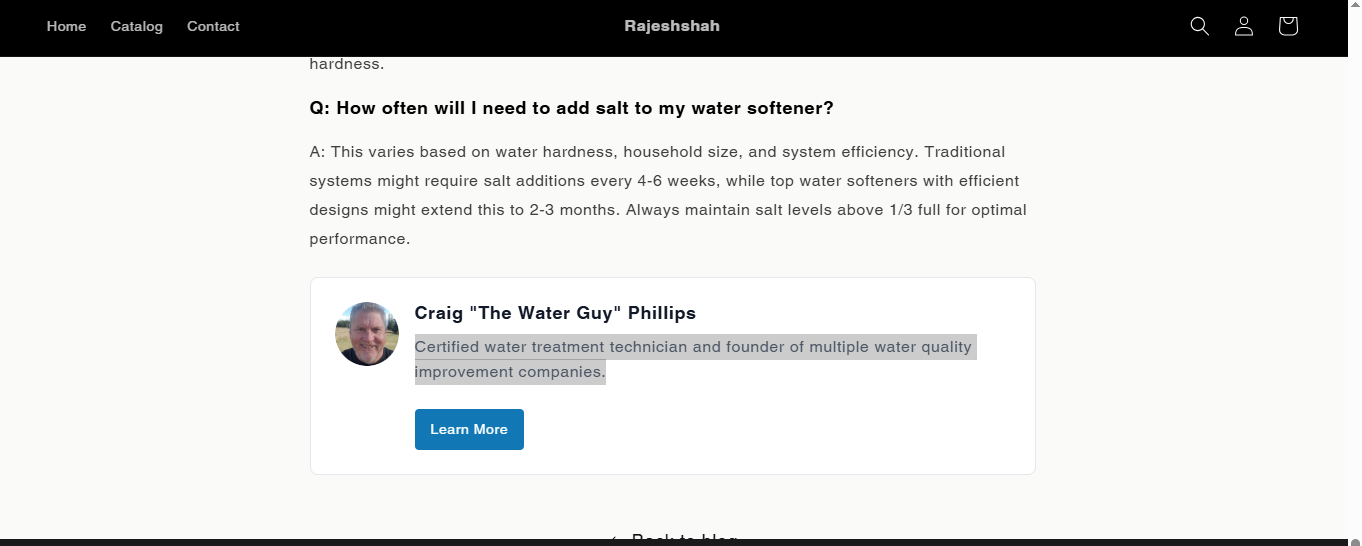 Home Catalog Contact Rajeshshah
hardness.
Q: How often will I need to add salt to my water softener?
A: This varies based on water hardness, household size, and system efficiency. Traditional
systems might require salt additions every 4-6 weeks, while top water softeners with efficient
designs might extend this to 2-3 months. Always maintain salt levels above 1/3 full for optimal
performance.
Craig "The Water Guy" Phillips
Certified water treatment technician and founder of multiple water quality
improvement companies.
Learn More
Back to blog